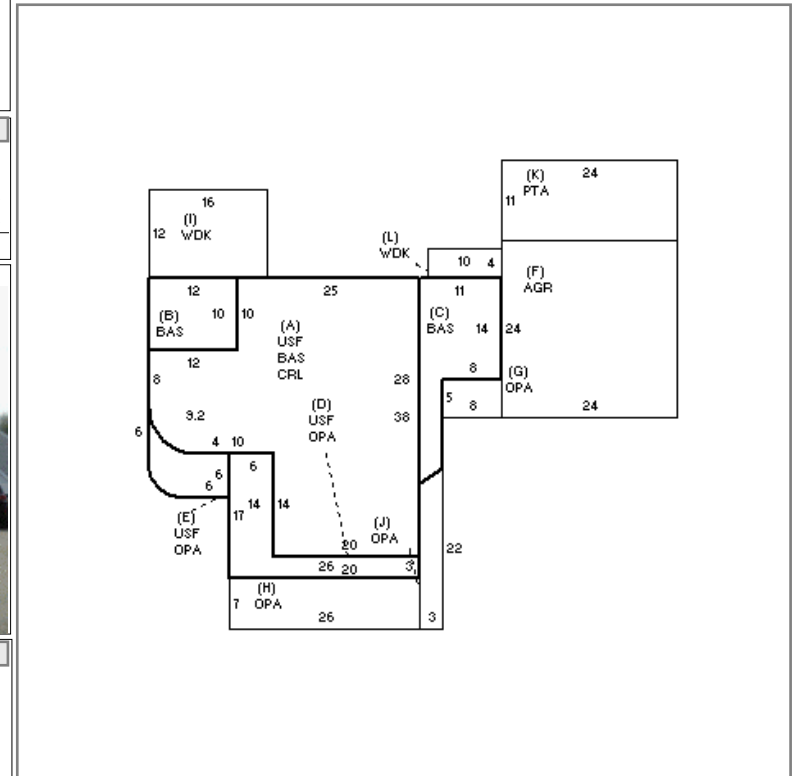 (K)
PTA
24
11
16
(I)
12 WDK
(L)
WDK
10 4
(F)
AGR
12
25
11
(B)
BAS
10 10
(A)
USF
BAS
CRL
(C)
BAS
14
24
12
8
8
(G)
OPA
28
5
8
24
9.2
(D)
USF
OPA
38
6
4 10
6
6
6
14
14
17
(E)
USF
OPA
(J)
OPA
20
22
26 20
3
(H)
7 OPA
26
3